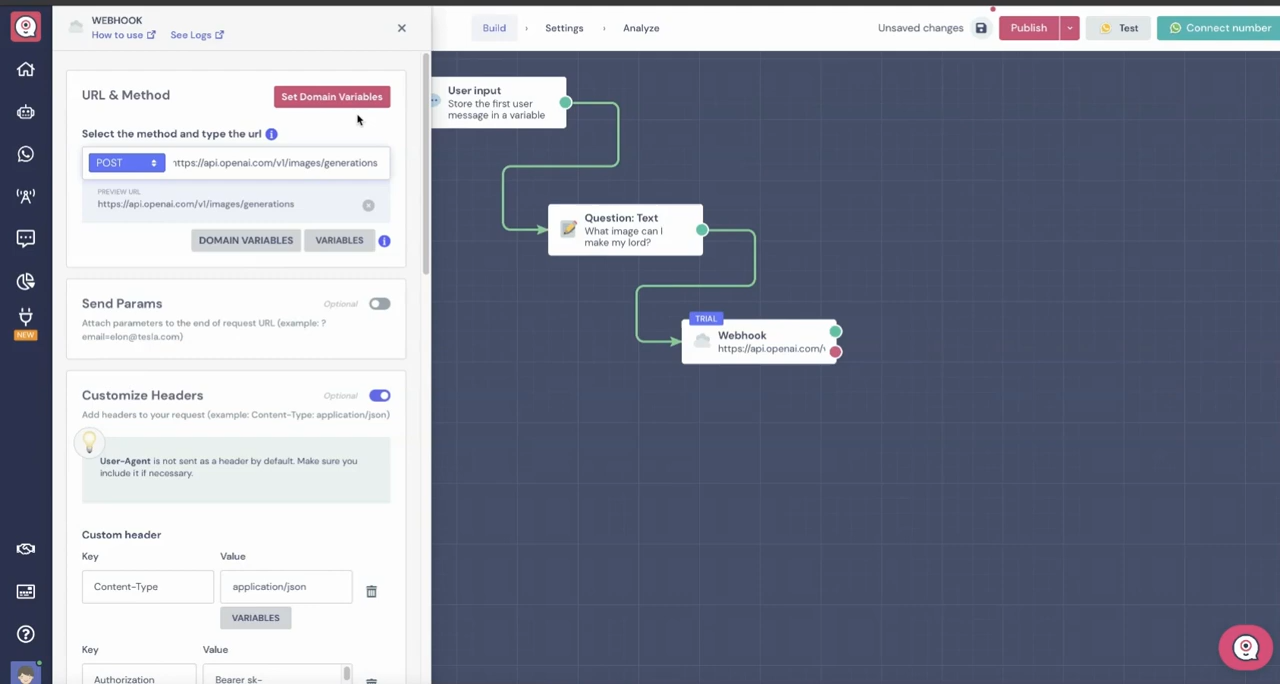 WEBHOOK
How to use
See Logs
URL & Method
Set Domain Variables
Select the method and type the url
POST
https://api.openai.com/v1/images/generations
PREVIEW URL
https://api.openai.com/v1/images/generations
DOMAIN VARIABLES
VARIABLES
Send Params
Optional
Attach parameters to the end of request URL (example: ?
email=elon@tesla.com)
Customize Headers
Optional
Add headers to your request (example: Content-Type: application/json)
User-Agent is not sent as a header by default. Make sure you
include it if necessary.
Custom header
Key
Value
Content-Type
application/json
VARIABLES
Key
Value
Authorization
Bearer sk-
NEW
Build
Settings
Analyze
Unsaved changes
Publish
Test
Connect number
User input
Store the first user
message in a variable
Question: Text
What image can I
make my lord?
TRIAL
Webhook
https://api.openai.com/v